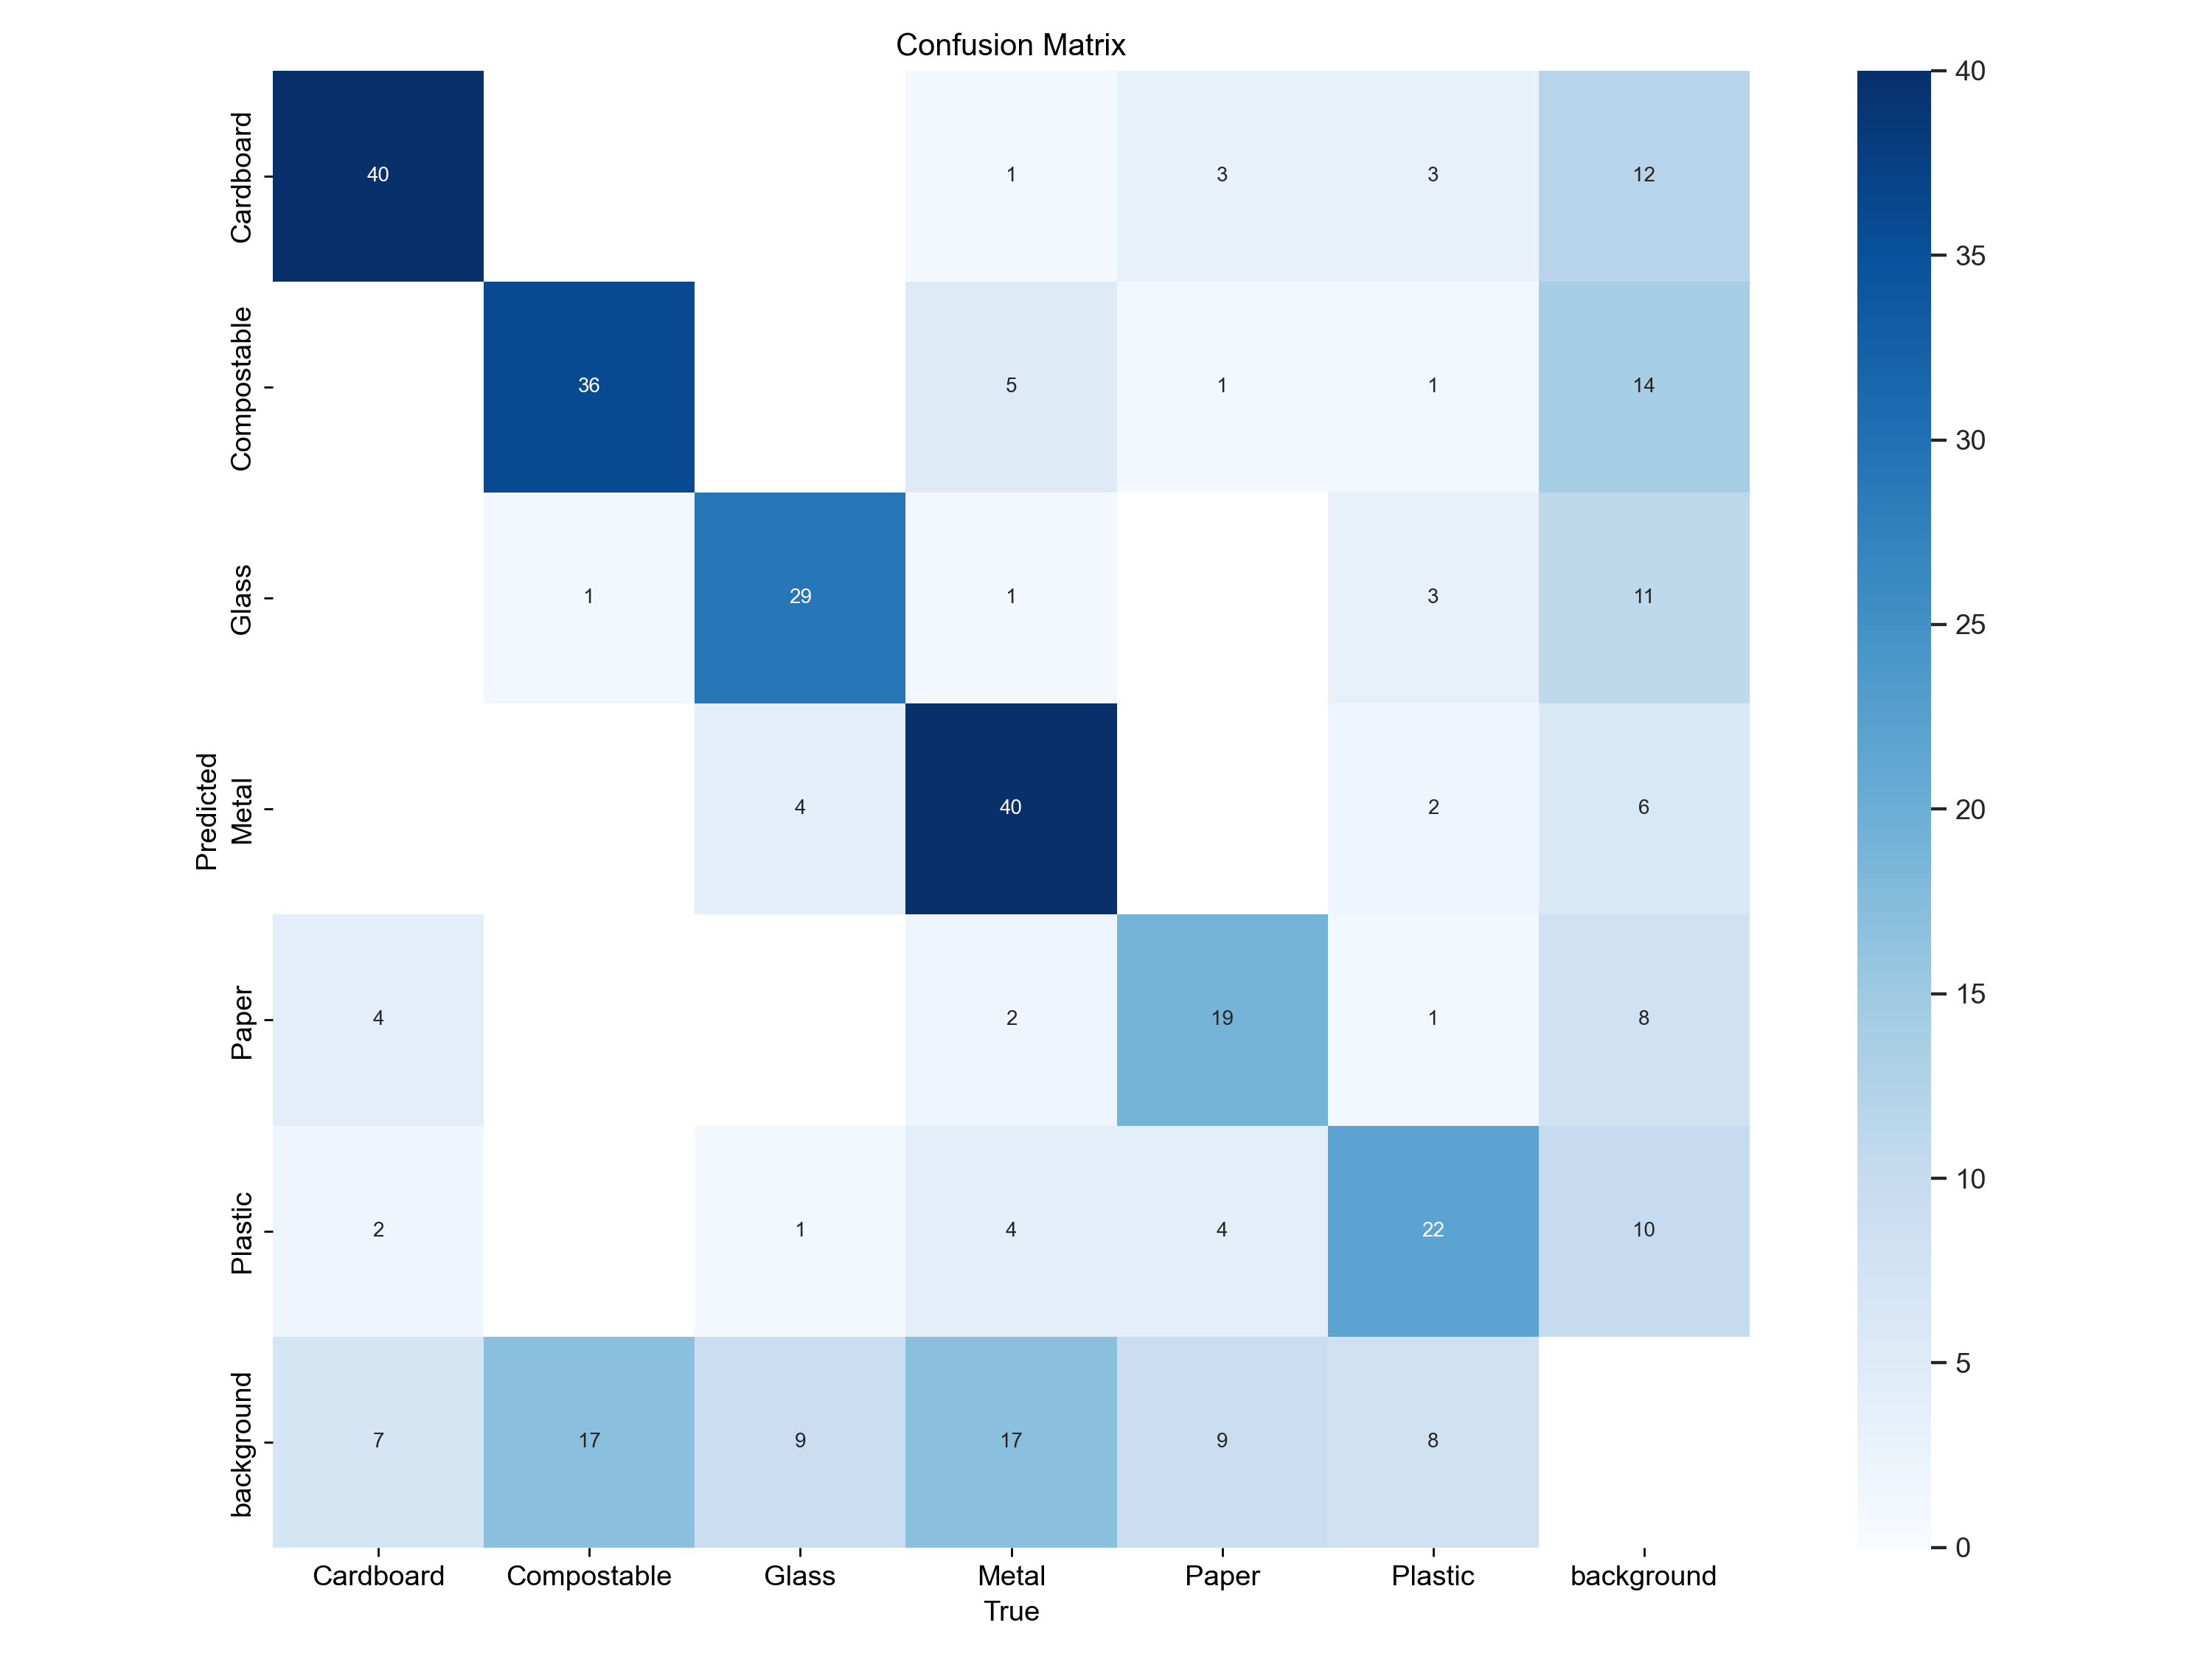 Confusion Matrix
Cardboard 40 1 3 3 12
Compostable 36 5 1 1 14
Glass 1 29 1 3 11
Metal 4 40 2 6
Paper 4 2 19 1 8
Plastic 2 1 4 4 22 10
background 7 17 9 17 9 8
Predicted
Cardboard Compostable Glass Metal Paper Plastic background
True
40
35
30
25
20
15
10
5
0